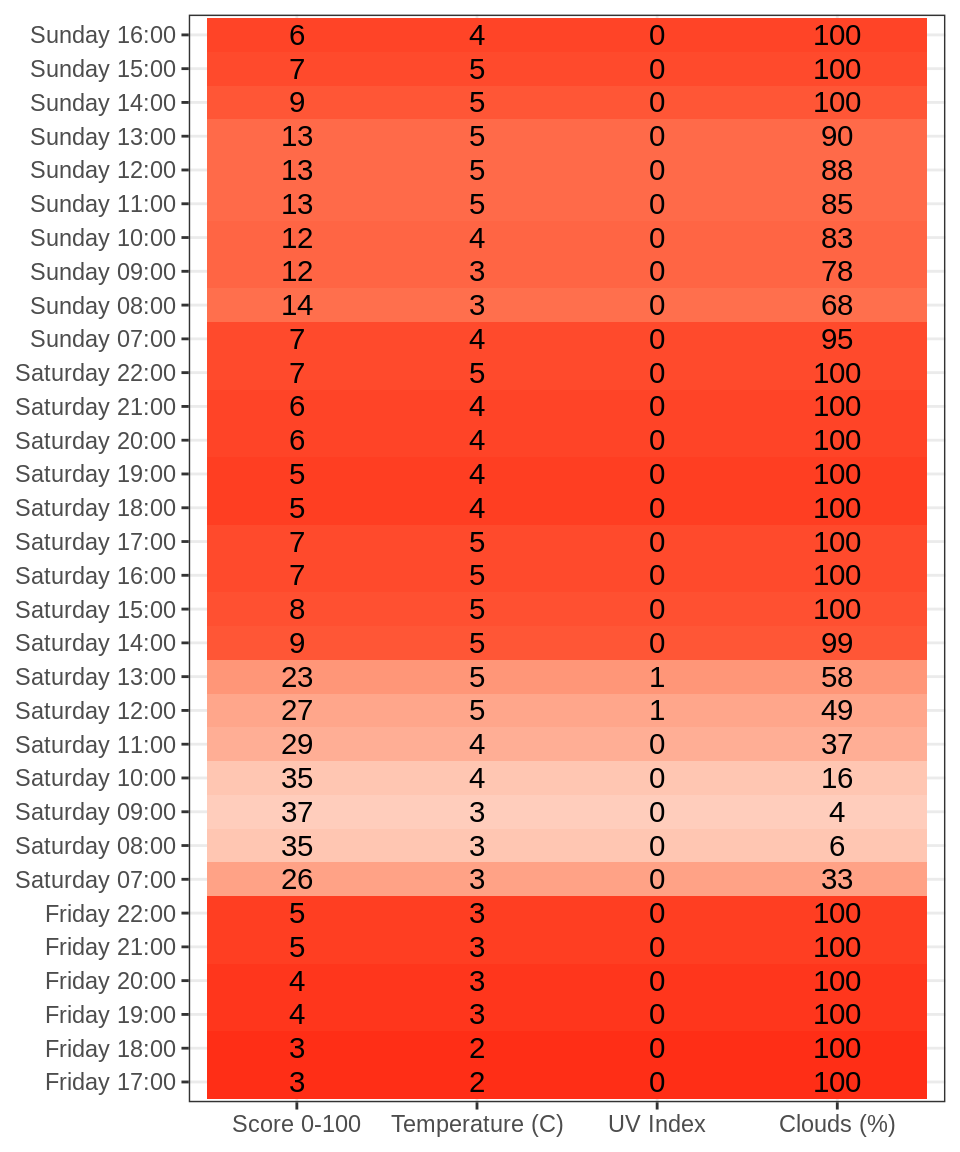 Sunday 16:00 6 4 0 100
Sunday 15:00 7 5 0 100
Sunday 14:00 9 5 0 100
Sunday 13:00 13 5 0 90
Sunday 12:00 13 5 0 88
Sunday 11:00 13 5 0 85
Sunday 10:00 12 4 0 83
Sunday 09:00 12 3 0 78
Sunday 08:00 14 3 0 68
Sunday 07:00 7 4 0 95
Saturday 22:00 7 5 0 100
Saturday 21:00 6 4 0 100
Saturday 20:00 6 4 0 100
Saturday 19:00 5 4 0 100
Saturday 18:00 5 4 0 100
Saturday 17:00 7 5 0 100
Saturday 16:00 7 5 0 100
Saturday 15:00 8 5 0 100
Saturday 14:00 9 5 0 99
Saturday 13:00 23 5 1 58
Saturday 12:00 27 5 1 49
Saturday 11:00 29 4 0 37
Saturday 10:00 35 4 0 16
Saturday 09:00 37 3 0 4
Saturday 08:00 35 3 0 6
Saturday 07:00 26 3 0 33
Friday 22:00 5 3 0 100
Friday 21:00 5 3 0 100
Friday 20:00 4 3 0 100
Friday 19:00 4 3 0 100
Friday 18:00 3 2 0 100
Friday 17:00 3 2 0 100
Score 0-100 Temperature (C) UV Index Clouds (%)